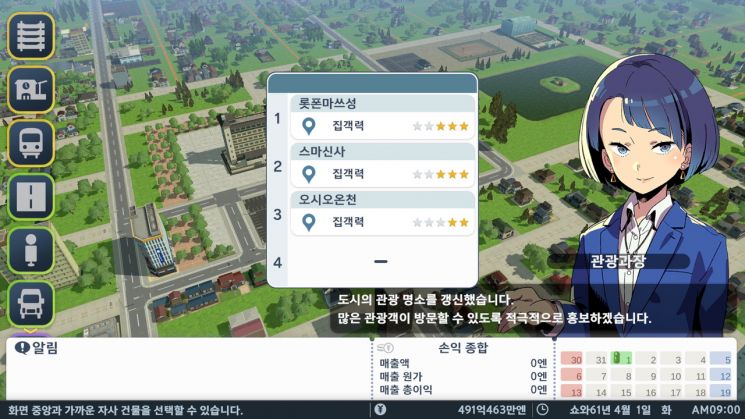 1
롯폰마쓰성
집객력
2
스마신사
집객력
3
오시오온천
집객력
4
관광과장
도시의 관광 명소를 갱신했습니다.
많은 관광객이 방문할 수 있도록 적극적으로 홍보하겠습니다.
알림
손익 종합
매출액 0엔
매출 원가 0엔
매출 총이익 0엔
30 31 1 2 3 4 5
6 7 8 9 10 11 12
13 14 15 16 17 18 19
화면 중앙과 가까운 자사 건물을 선택할 수 있습니다.
491억463만엔
쇼와61년 4월 1일 화 AM09:00